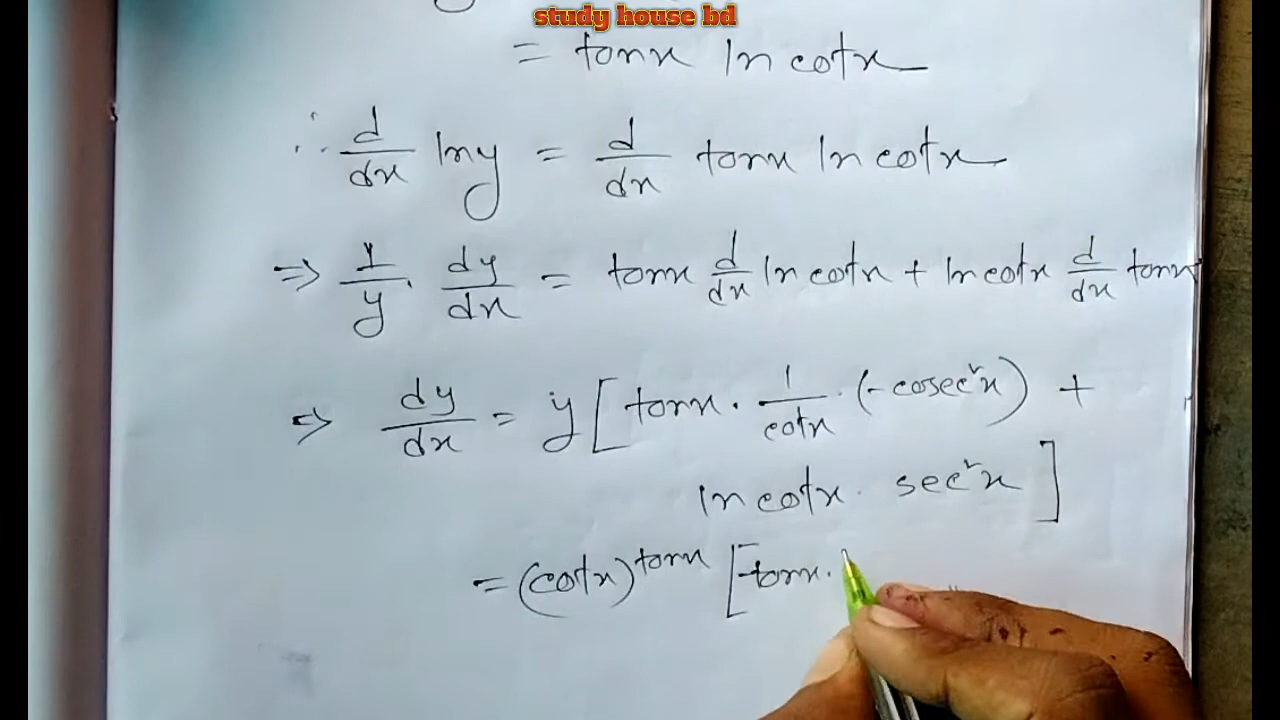 study house bd
= tanx ln cotx
∴ d/dx lny = d/dx tanx ln cotx
⇒ 1/y . dy/dx = tanx d/dx ln cotx + ln cotx d/dx tanx
⇒ dy/dx = y [ tanx . 1/cotx . (-cosec²x) +
ln cotx . sec²x ]
= (cotx)^tanx [ -tanx .